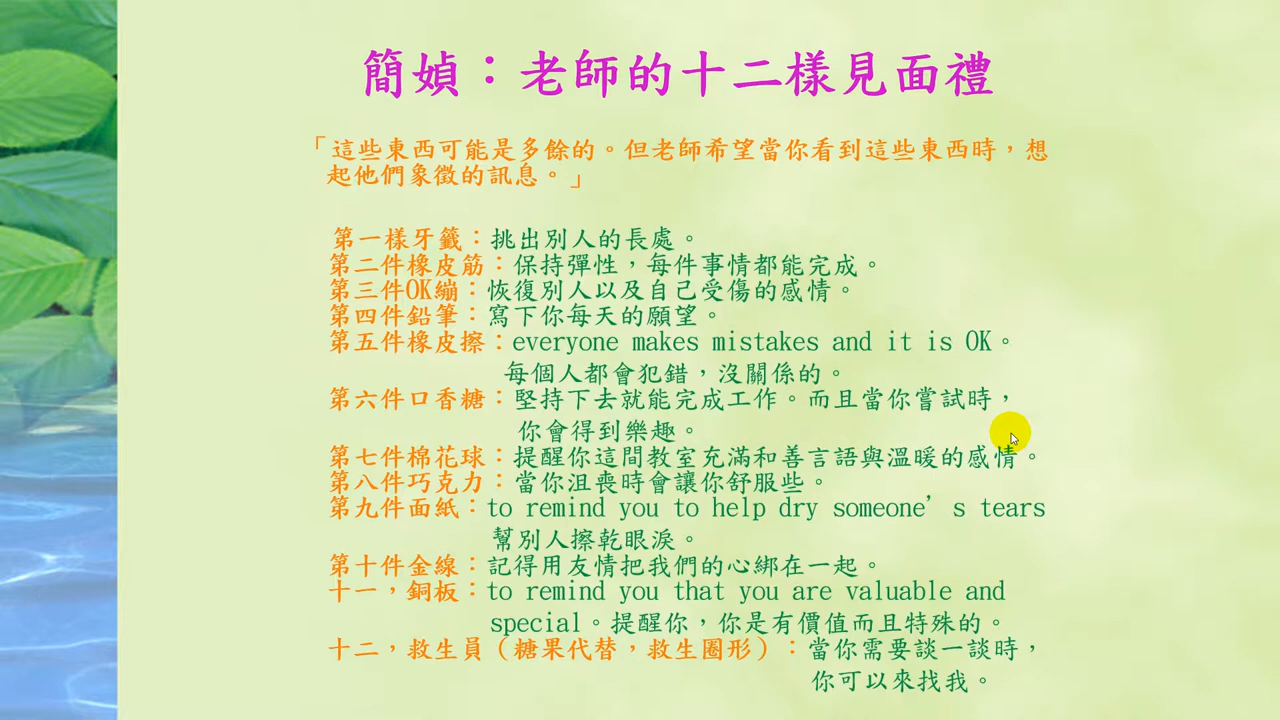 簡媜：老師的十二樣見面禮
「這些東西可能是多餘的。但老師希望當你看到這些東西時，想
起他們象徵的訊息。」
第一樣牙籤：挑出別人的長處。
第二件橡皮筋：保持彈性，每件事情都能完成。
第三件OK繃：恢復別人以及自己受傷的感情。
第四件鉛筆：寫下你每天的願望。
第五件橡皮擦：everyone makes mistakes and it is OK。
每個人都會犯錯，沒關係的。
第六件口香糖：堅持下去就能完成工作。而且當你嘗試時，
你會得到樂趣。
第七件棉花球：提醒你這間教室充滿和善言語與溫暖的感情。
第八件巧克力：當你沮喪時會讓你舒服些。
第九件面紙：to remind you to help dry someone’s tears
幫別人擦乾眼淚。
第十件金線：記得用友情把我們的心綁在一起。
十一，銅板：to remind you that you are valuable and
special。提醒你，你是有價值而且特殊的。
十二，救生員（糖果代替，救生圈形）：當你需要談一談時，
你可以來找我。